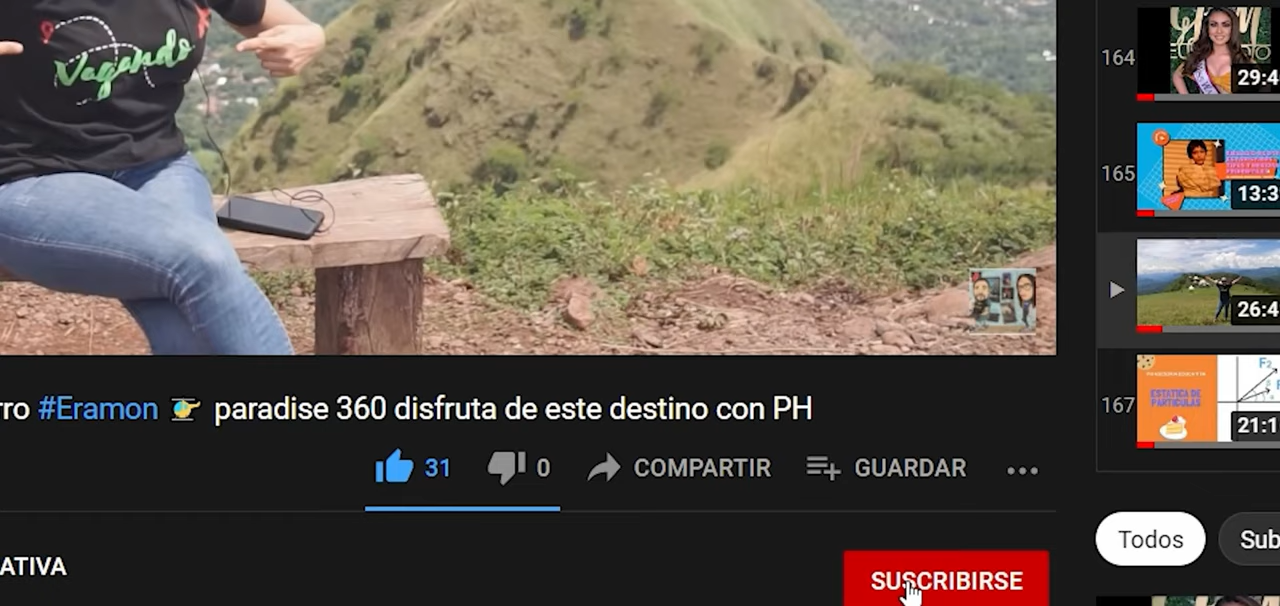 Vagando
164
29:4
165
13:3
26:4
167
ESTATICA DE
PARTICULAS
F2
21:1
rro #Eramon paradise 360 disfruta de este destino con PH
31
0
COMPARTIR
GUARDAR
Todos
Sub
ATIVA
SUSCRIBIRSE